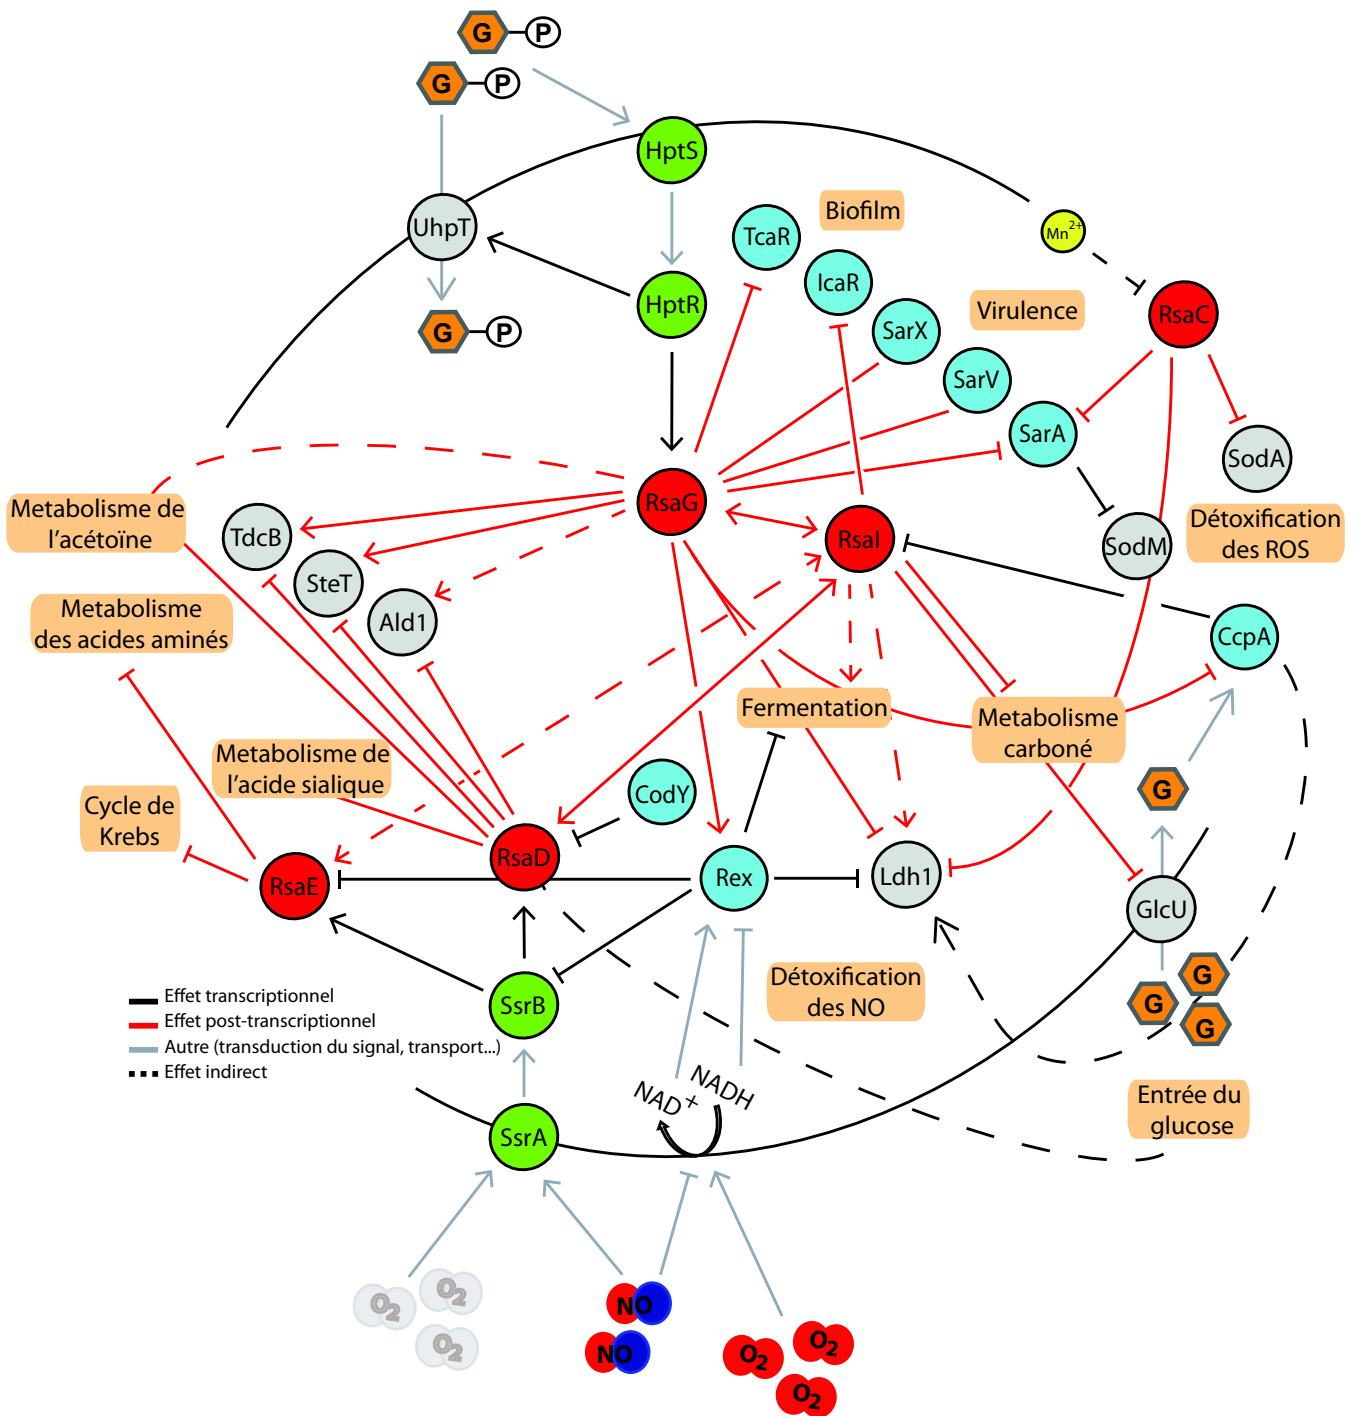 G
P
G
P
HptS
UhpT
TcaR
Biofilm
Mn2+
IcaR
HptR
G
P
SarX
Virulence
RsaC
SarV
SarA
SodA
RsaG
Metabolisme de
l'acétoïne
TdcB
RsaI
SodM
Détoxification
des ROS
SteT
Ald1
Metabolisme
des acides aminés
CcpA
Fermentation
Metabolisme
carboné
Metabolisme de
l'acide sialique
CodY
G
Cycle de
Krebs
RsaD
RsaE
Rex
Ldh1
GlcU
Détoxification
des NO
G
G
G
SsrB
Effet transcriptionnel
Effet post-transcriptionnel
Autre (transduction du signal, transport...)
Effet indirect
NAD+
NADH
Entrée du
glucose
SsrA
O2
O2
O2
NO
NO
O2
O2
O2